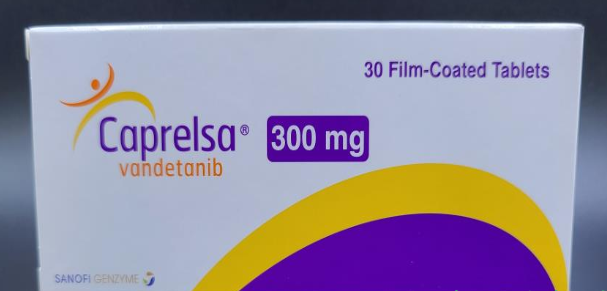 30 Film-Coated Tablets
Caprelsa® 300 mg
vandetanib
SANOFI GENZYME